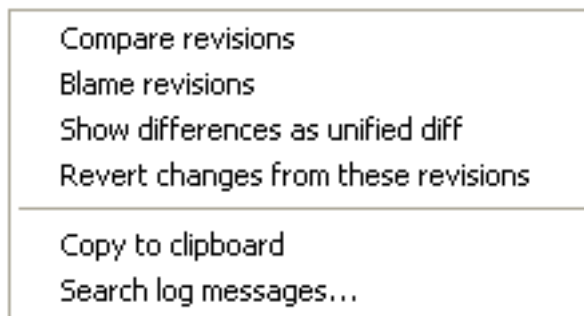 Compare revisions
Blame revisions
Show differences as unified diff
Revert changes from these revisions
Copy to clipboard
Search log messages...